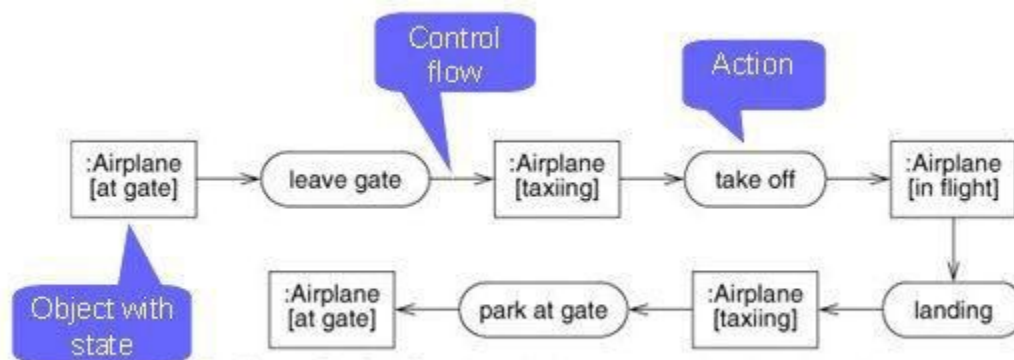 Control
flow
Action
:Airplane
[at gate]
leave gate
:Airplane
[taxiing]
take off
:Airplane
[in flight]
Object with
state
:Airplane
[at gate]
park at gate
:Airplane
[taxiing]
landing